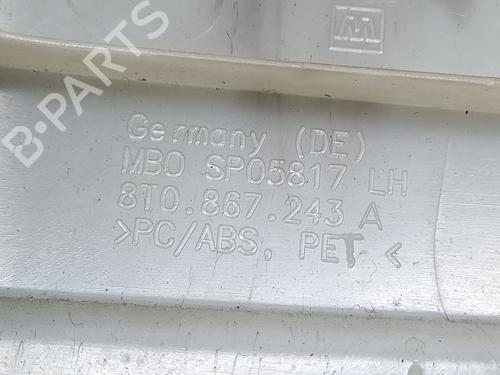 Germany (DE)
MBO SP05817 LH
8T0.867.243 A
>PC/ABS, PET <
B-PARTS